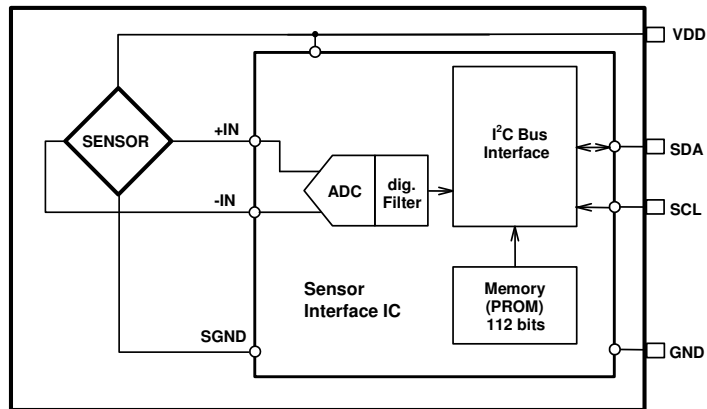 VDD
SENSOR
+IN
I²C Bus
Interface
SDA
ADC
dig.
Filter
-IN
SCL
Sensor
Interface IC
Memory
(PROM)
112 bits
SGND
GND